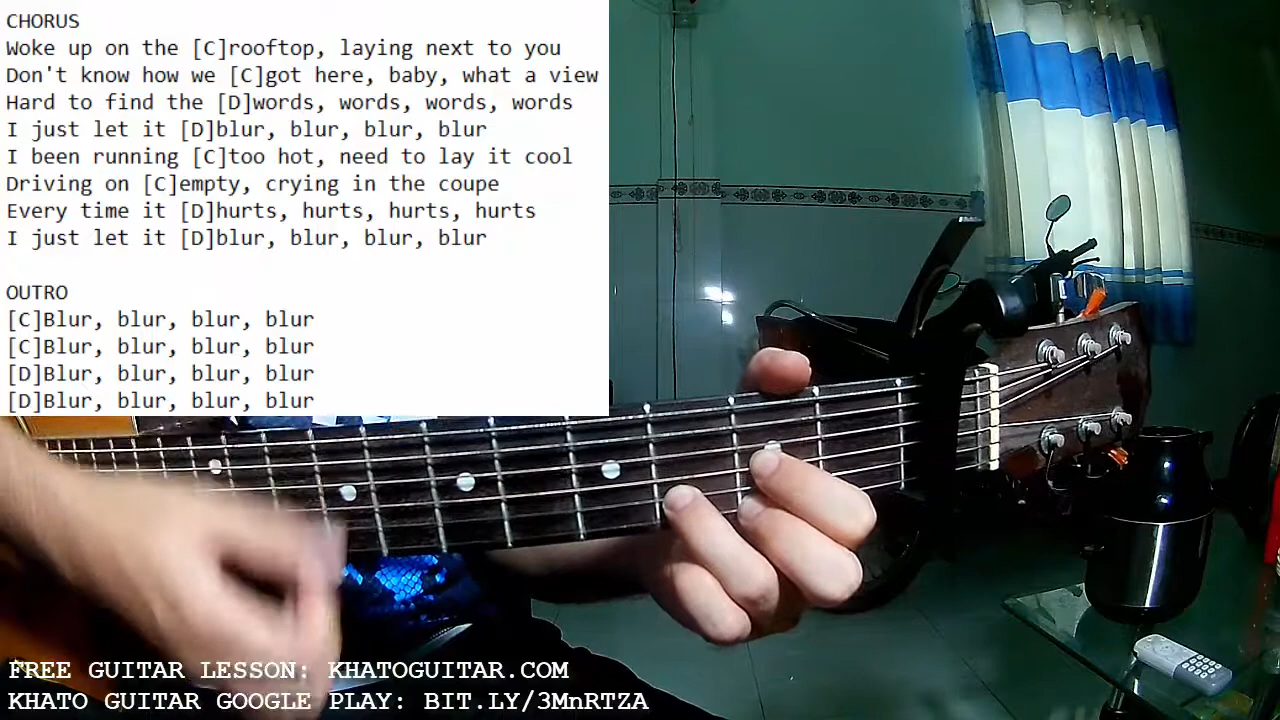 CHORUS
Woke up on the [C]rooftop, laying next to you
Don't know how we [C]got here, baby, what a view
Hard to find the [D]words, words, words, words
I just let it [D]blur, blur, blur, blur
I been running [C]too hot, need to lay it cool
Driving on [C]empty, crying in the coupe
Every time it [D]hurts, hurts, hurts, hurts
I just let it [D]blur, blur, blur, blur
OUTRO
[C]Blur, blur, blur, blur
[C]Blur, blur, blur, blur
[D]Blur, blur, blur, blur
[D]Blur, blur, blur, blur
FREE GUITAR LESSON: KHATOGUITAR.COM
KHATO GUITAR GOOGLE PLAY: BIT.LY/3MnRTZA